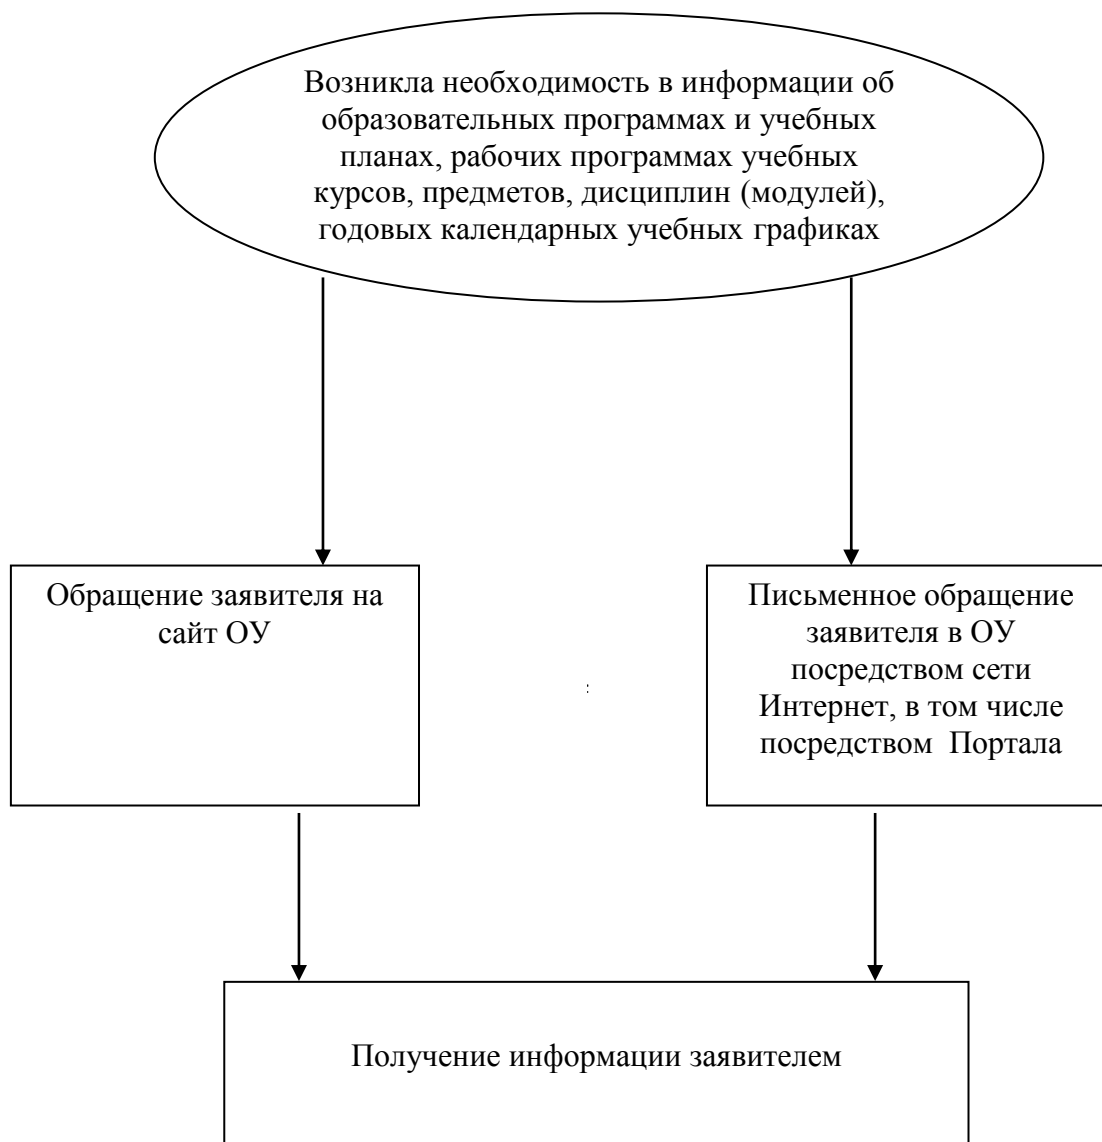 Возникла необходимость в информации об
образовательных программах и учебных
планах, рабочих программах учебных
курсов, предметов, дисциплин (модулей),
годовых календарных учебных графиках
Обращение заявителя на
сайт ОУ
Письменное обращение
заявителя в ОУ
посредством сети
Интернет, в том числе
посредством Портала
:
Получение информации заявителем